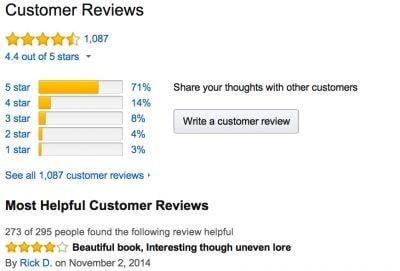 Customer Reviews
1,087
4.4 out of 5 stars
5 star 71%
4 star 14%
3 star 8%
2 star 4%
1 star 3%
Share your thoughts with other customers
Write a customer review
See all 1,087 customer reviews
Most Helpful Customer Reviews
273 of 295 people found the following review helpful
Beautiful book, Interesting though uneven lore
By Rick D. on November 2, 2014